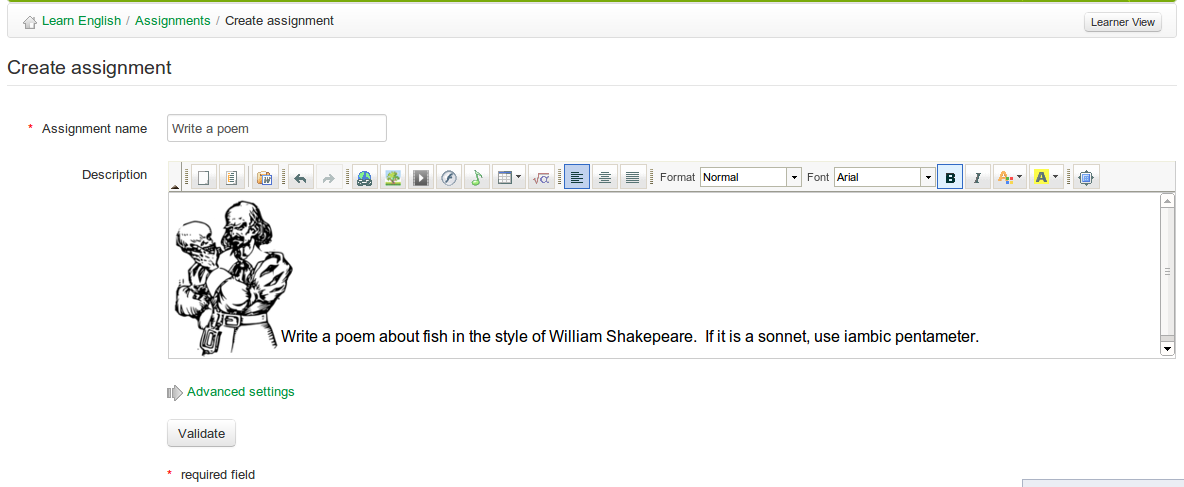 Learn English / Assignments / Create assignment
Learner View
Create assignment
* Assignment name
Write a poem
Description
Format Normal Font Arial B I A A
Write a poem about fish in the style of William Shakepeare.  If it is a sonnet, use iambic pentameter.
Advanced settings
Validate
* required field